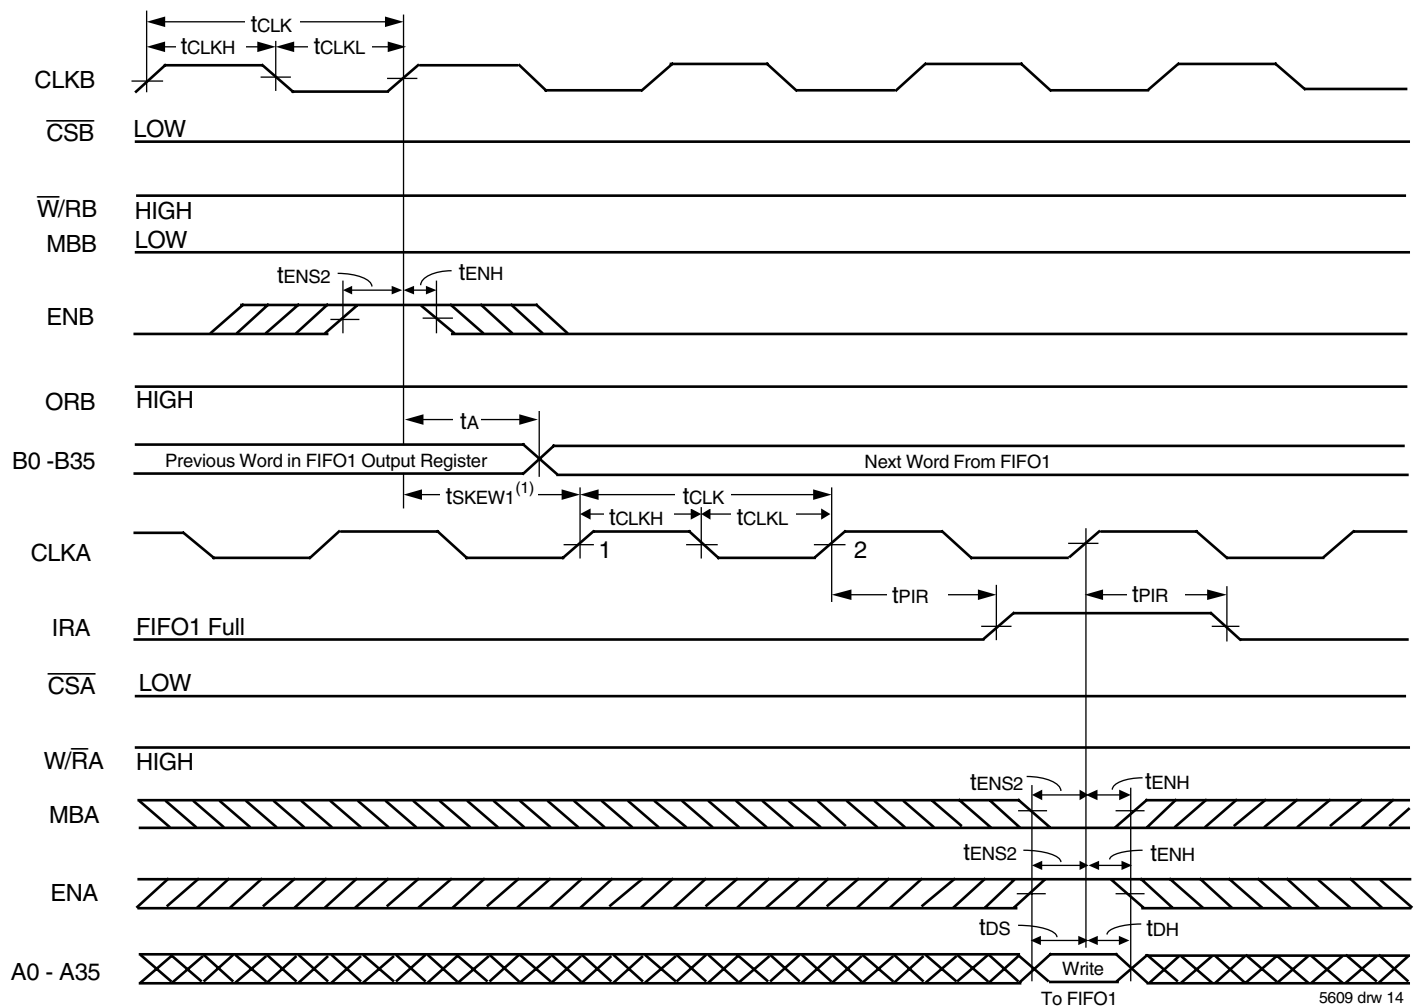 tCLK
tCLKH
tCLKL
CLKB
CSB
LOW
W/RB
HIGH
MBB
LOW
tENS2
tENH
ENB
ORB
HIGH
tA
B0 -B35
Previous Word in FIFO1 Output Register
Next Word From FIFO1
tSKEW1(1)
tCLK
tCLKH
tCLKL
CLKA
1
2
tPIR
tPIR
IRA
FIFO1 Full
CSA
LOW
W/RA
HIGH
tENS2
tENH
MBA
tENS2
tENH
ENA
tDS
tDH
A0 - A35
Write
To FIFO1
5609 drw 14